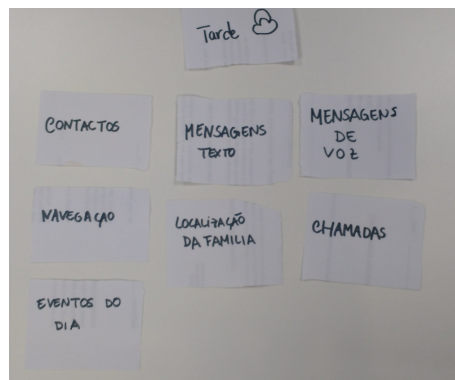 Tarde
CONTACTOS
MENSAGENS
TEXTO
MENSAGENS
DE
VOZ
NAVEGAÇAO
LOCALIZAÇÃO
DA FAMILIA
CHAMADAS
EVENTOS DO
DIA